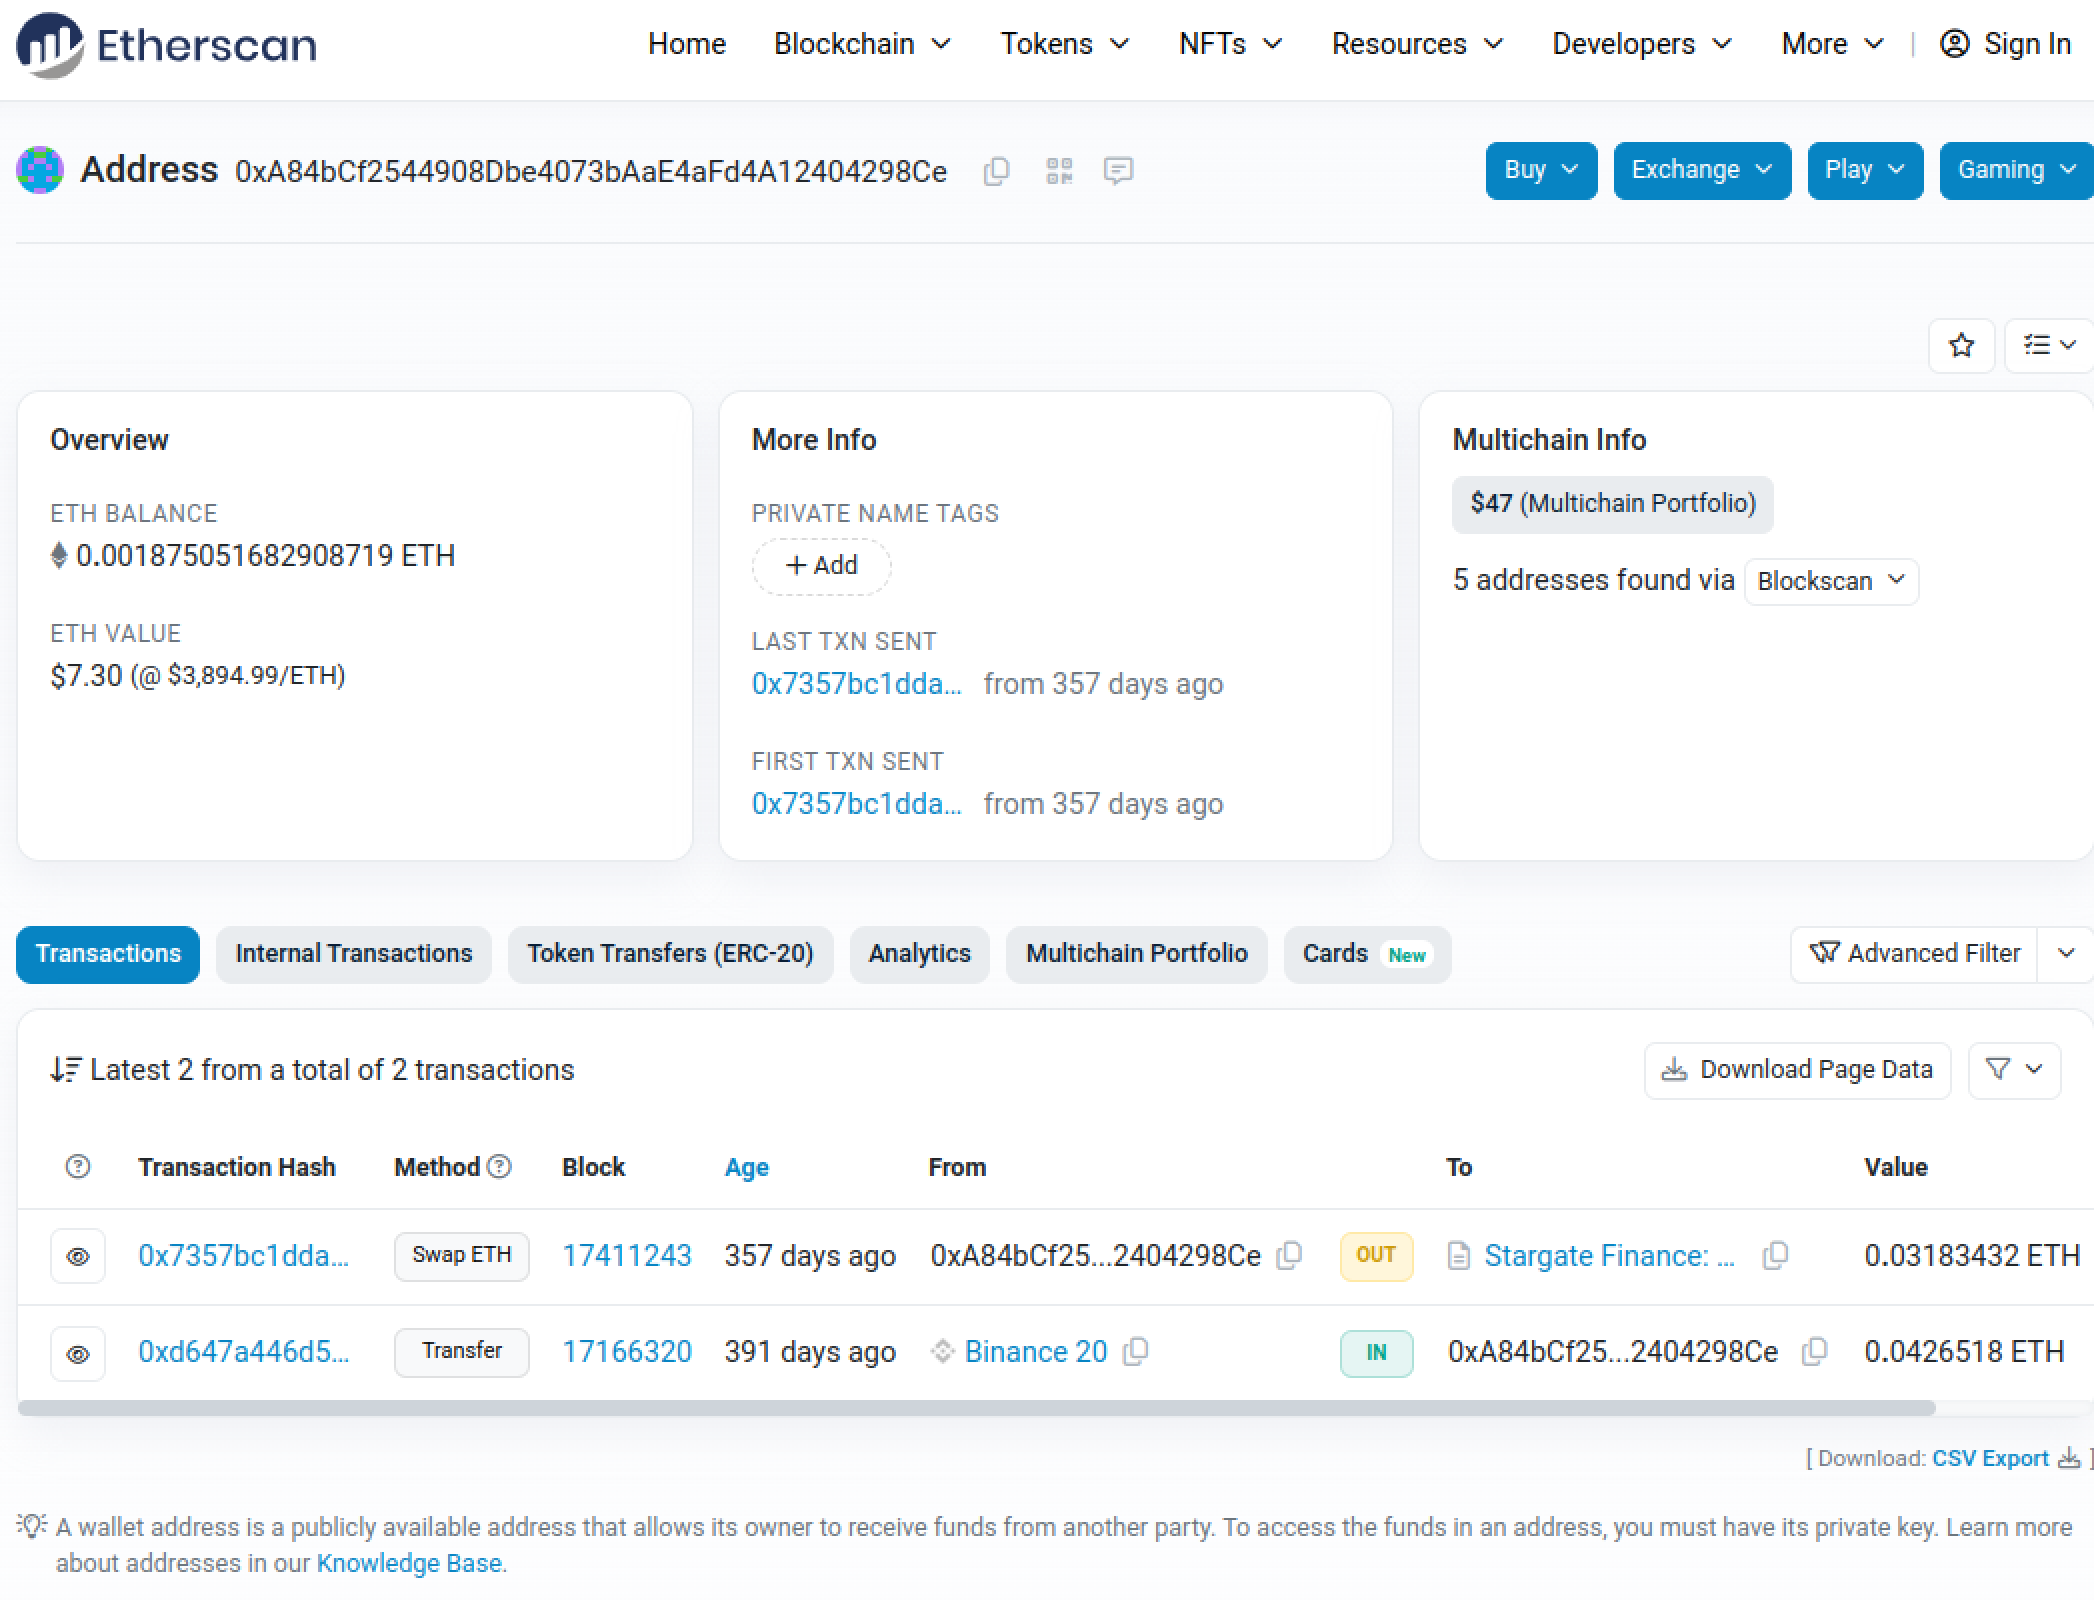 Etherscan
Home Blockchain Tokens NFTs Resources Developers More | Sign In
Address 0xA84bCf2544908Dbe4073bAaE4aFd4A12404298Ce
Buy Exchange Play Gaming
Overview
ETH BALANCE
0.001875051682908719 ETH
ETH VALUE
$7.30 (@ $3,894.99/ETH)
More Info
PRIVATE NAME TAGS
+ Add
LAST TXN SENT
0x7357bc1dda... from 357 days ago
FIRST TXN SENT
0x7357bc1dda... from 357 days ago
Multichain Info
$47 (Multichain Portfolio)
5 addresses found via Blockscan
Transactions Internal Transactions Token Transfers (ERC-20) Analytics Multichain Portfolio Cards New Advanced Filter
Latest 2 from a total of 2 transactions Download Page Data
Transaction Hash Method Block Age From To Value
0x7357bc1dda... Swap ETH 17411243 357 days ago 0xA84bCf25...2404298Ce OUT Stargate Finance: ... 0.03183432 ETH
0xd647a446d5... Transfer 17166320 391 days ago Binance 20 IN 0xA84bCf25...2404298Ce 0.0426518 ETH
[ Download: CSV Export ]
A wallet address is a publicly available address that allows its owner to receive funds from another party. To access the funds in an address, you must have its private key. Learn more
about addresses in our Knowledge Base.